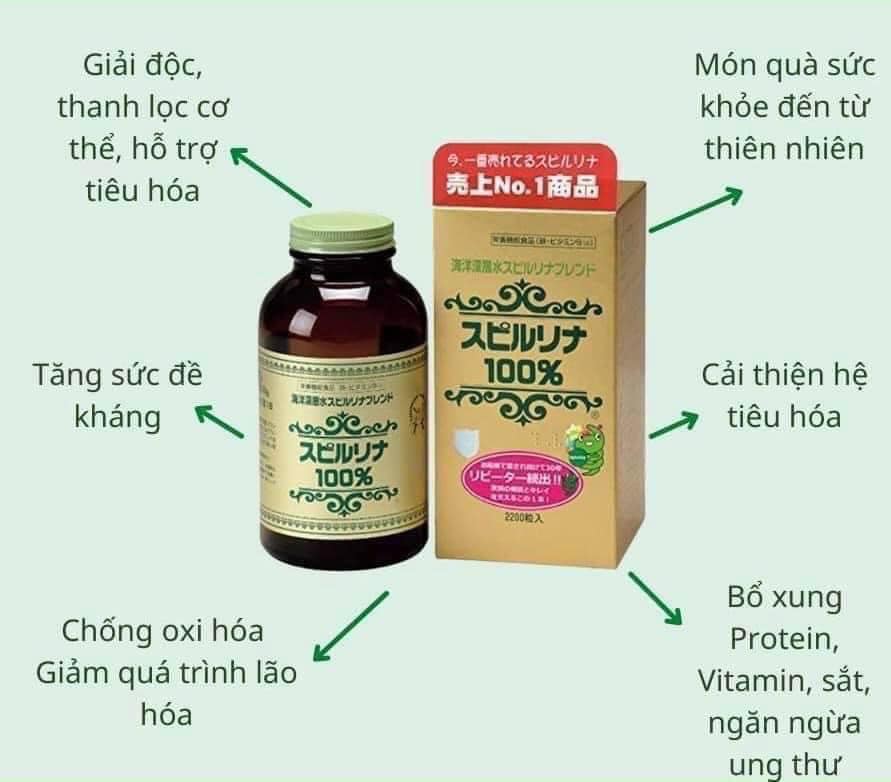 Giải độc,
thanh lọc cơ
thể, hỗ trợ
tiêu hóa
Món quà sức
khỏe đến từ
thiên nhiên
今、一番売れてるスピルリナ
売上No.1商品
海洋深層水スピルリナブレンド
スピルリナ
100%
リピーター続出!!
2200粒入
海洋深層水スピルリナブレンド
スピルリナ
100%
Tăng sức đề
kháng
Cải thiện hệ
tiêu hóa
Chống oxi hóa
Giảm quá trình lão
hóa
Bổ xung
Protein,
Vitamin, sắt,
ngăn ngừa
ung thư